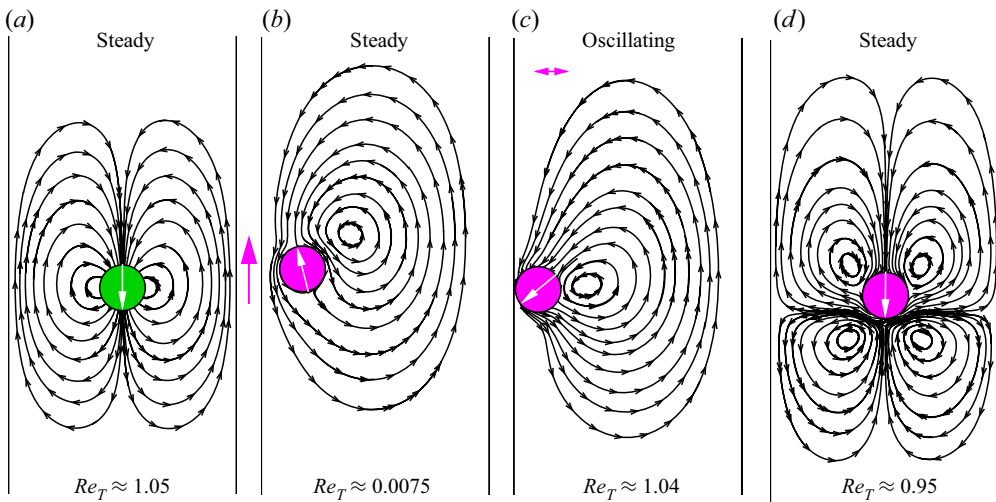 (a)
Steady
(b)
Steady
(c)
Oscillating
(d)
Steady
Re_T ≈ 1.05
Re_T ≈ 0.0075
Re_T ≈ 1.04
Re_T ≈ 0.95